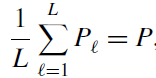 $$\frac{1}{L} \sum_{\ell=1}^{L} P_{\ell} = P,$$